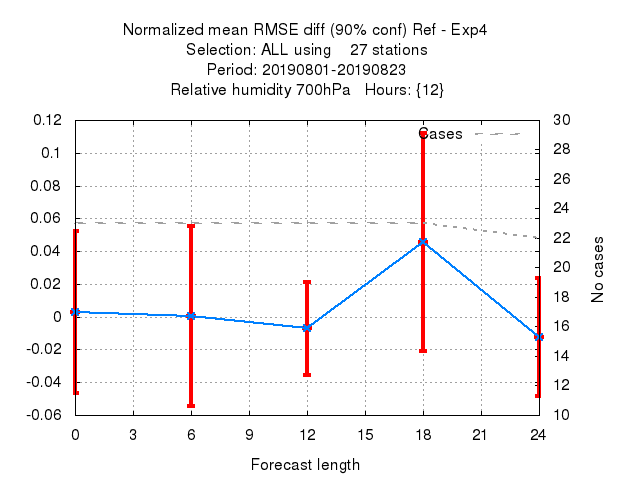 Normalized mean RMSE diff (90% conf) Ref - Exp4
Selection: ALL using    27 stations
Period: 20190801-20190823
Relative humidity 700hPa   Hours: {12}
0.12
0.1
0.08
0.06
0.04
0.02
0
-0.02
-0.04
-0.06
Cases
30
28
26
24
22
20
18
16
14
12
10
No cases
0 3 6 9 12 15 18 21 24
Forecast length